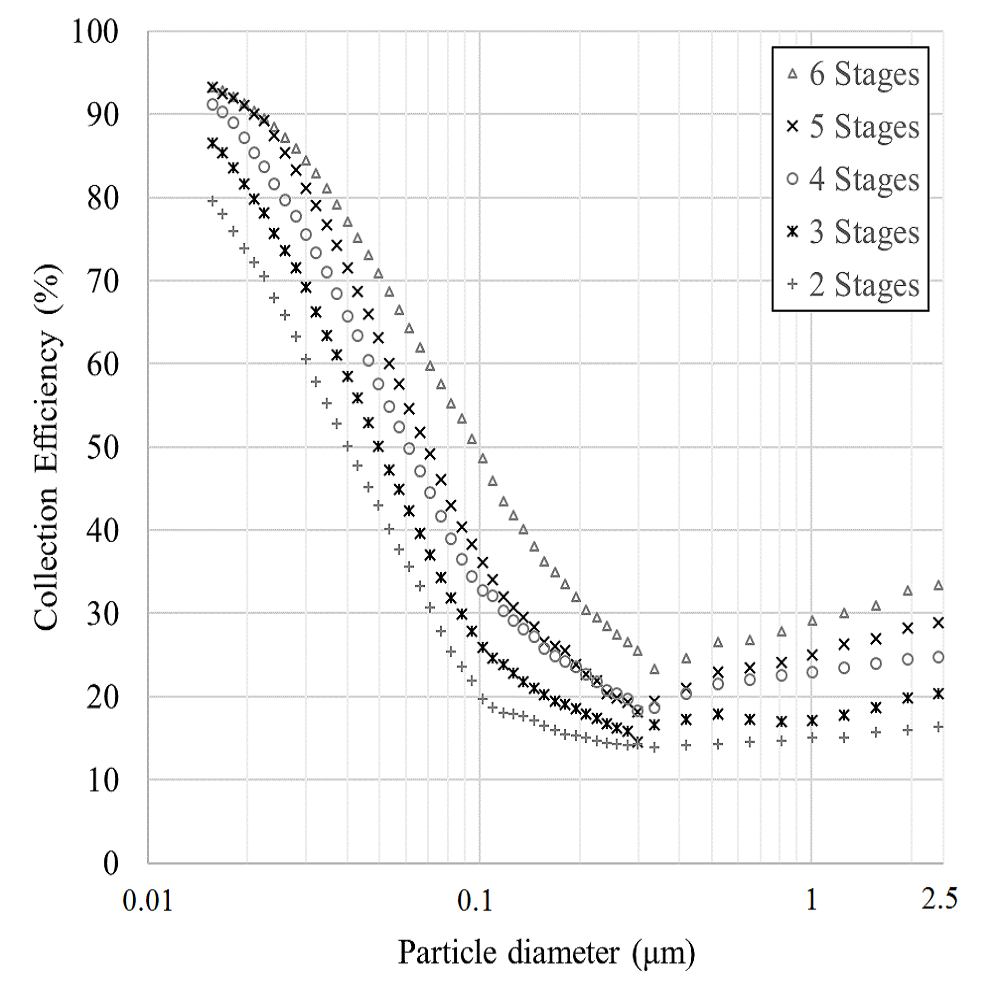 100
90
80
70
60
50
40
30
20
10
0
Collection Efficiency (%)
6 Stages
5 Stages
4 Stages
3 Stages
2 Stages
0.01 0.1 1 2.5
Particle diameter (μm)